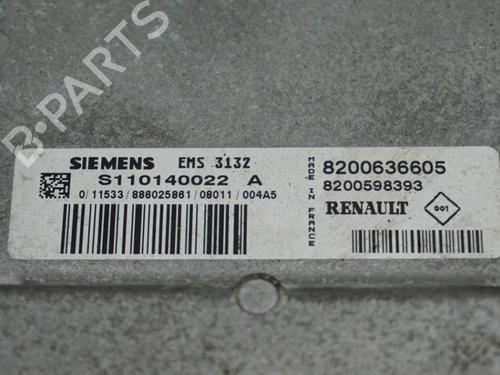 B-PARTS
SIEMENS EMS 3132
S110140022 A
0/11533/886025861/08011/004A5
MADE IN FRANCE
8200636605
8200598393
RENAULT 001